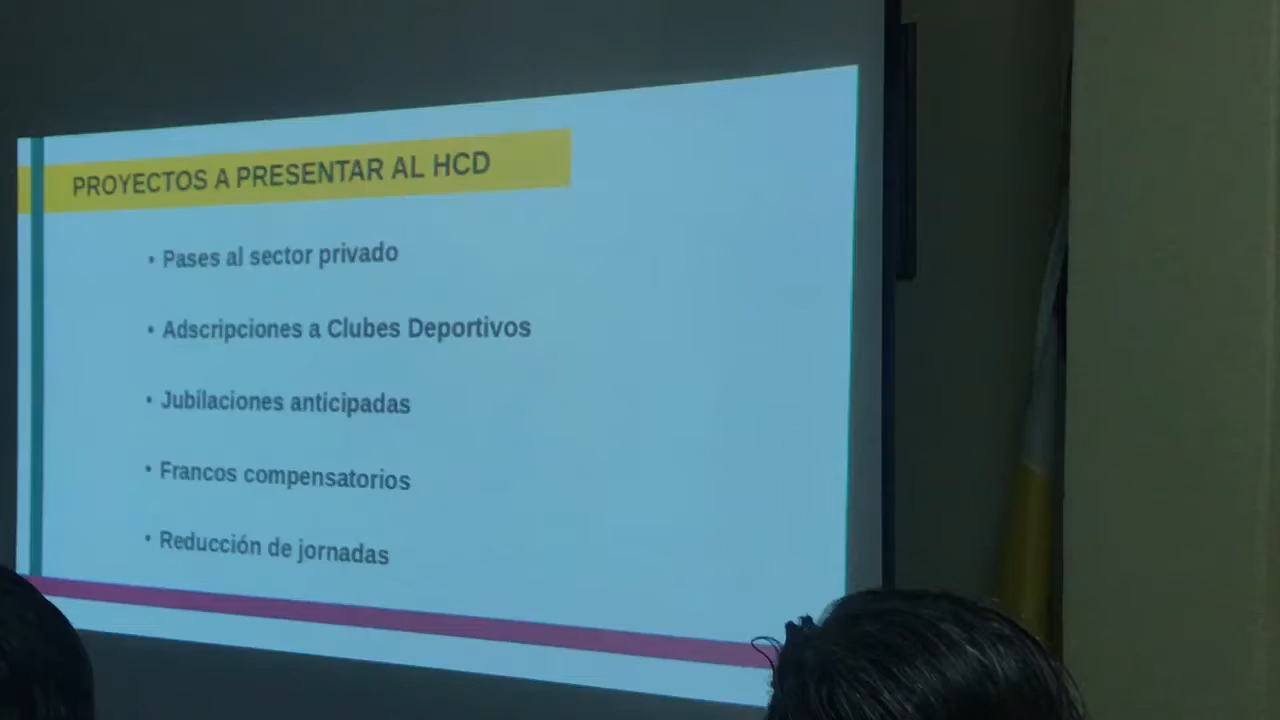 PROYECTOS A PRESENTAR AL HCD
• Pases al sector privado
• Adscripciones a Clubes Deportivos
• Jubilaciones anticipadas
• Francos compensatorios
• Reducción de jornadas